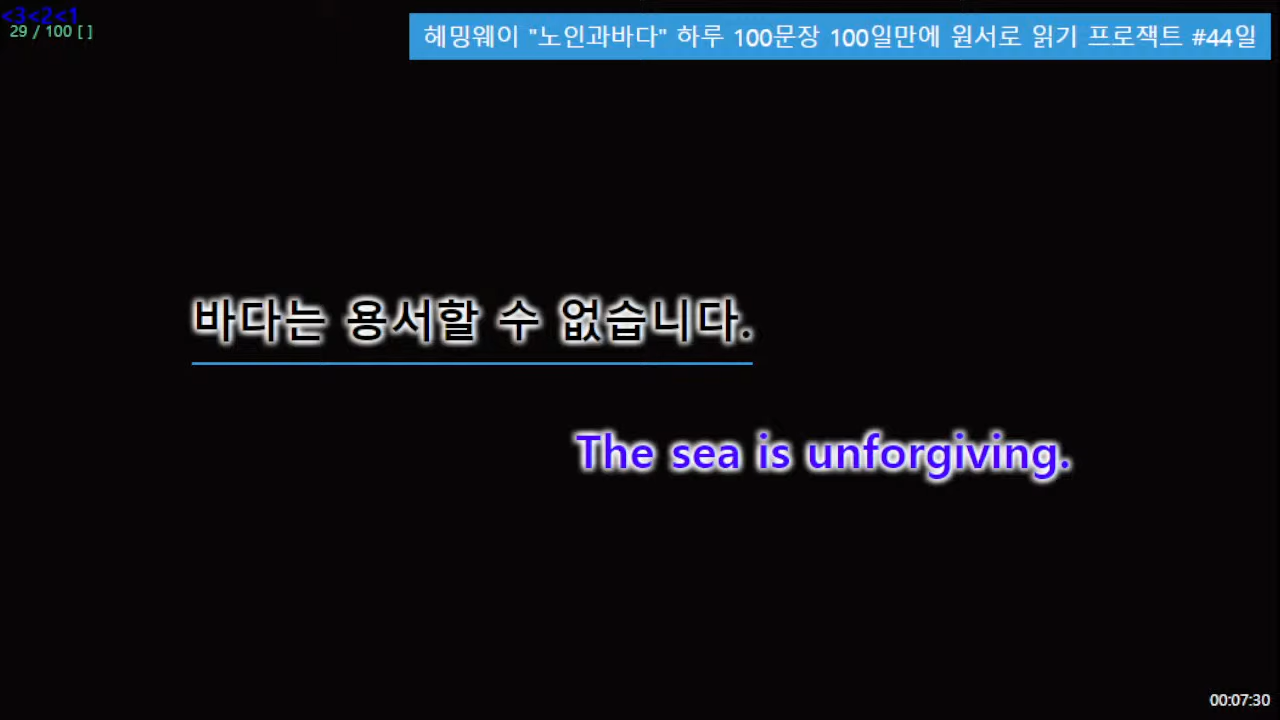 <3<2<1
29 / 100 [ ]
헤밍웨이 "노인과바다" 하루 100문장 100일만에 원서로 읽기 프로잭트 #44일
바다는 용서할 수 없습니다.
The sea is unforgiving.
00:07:30